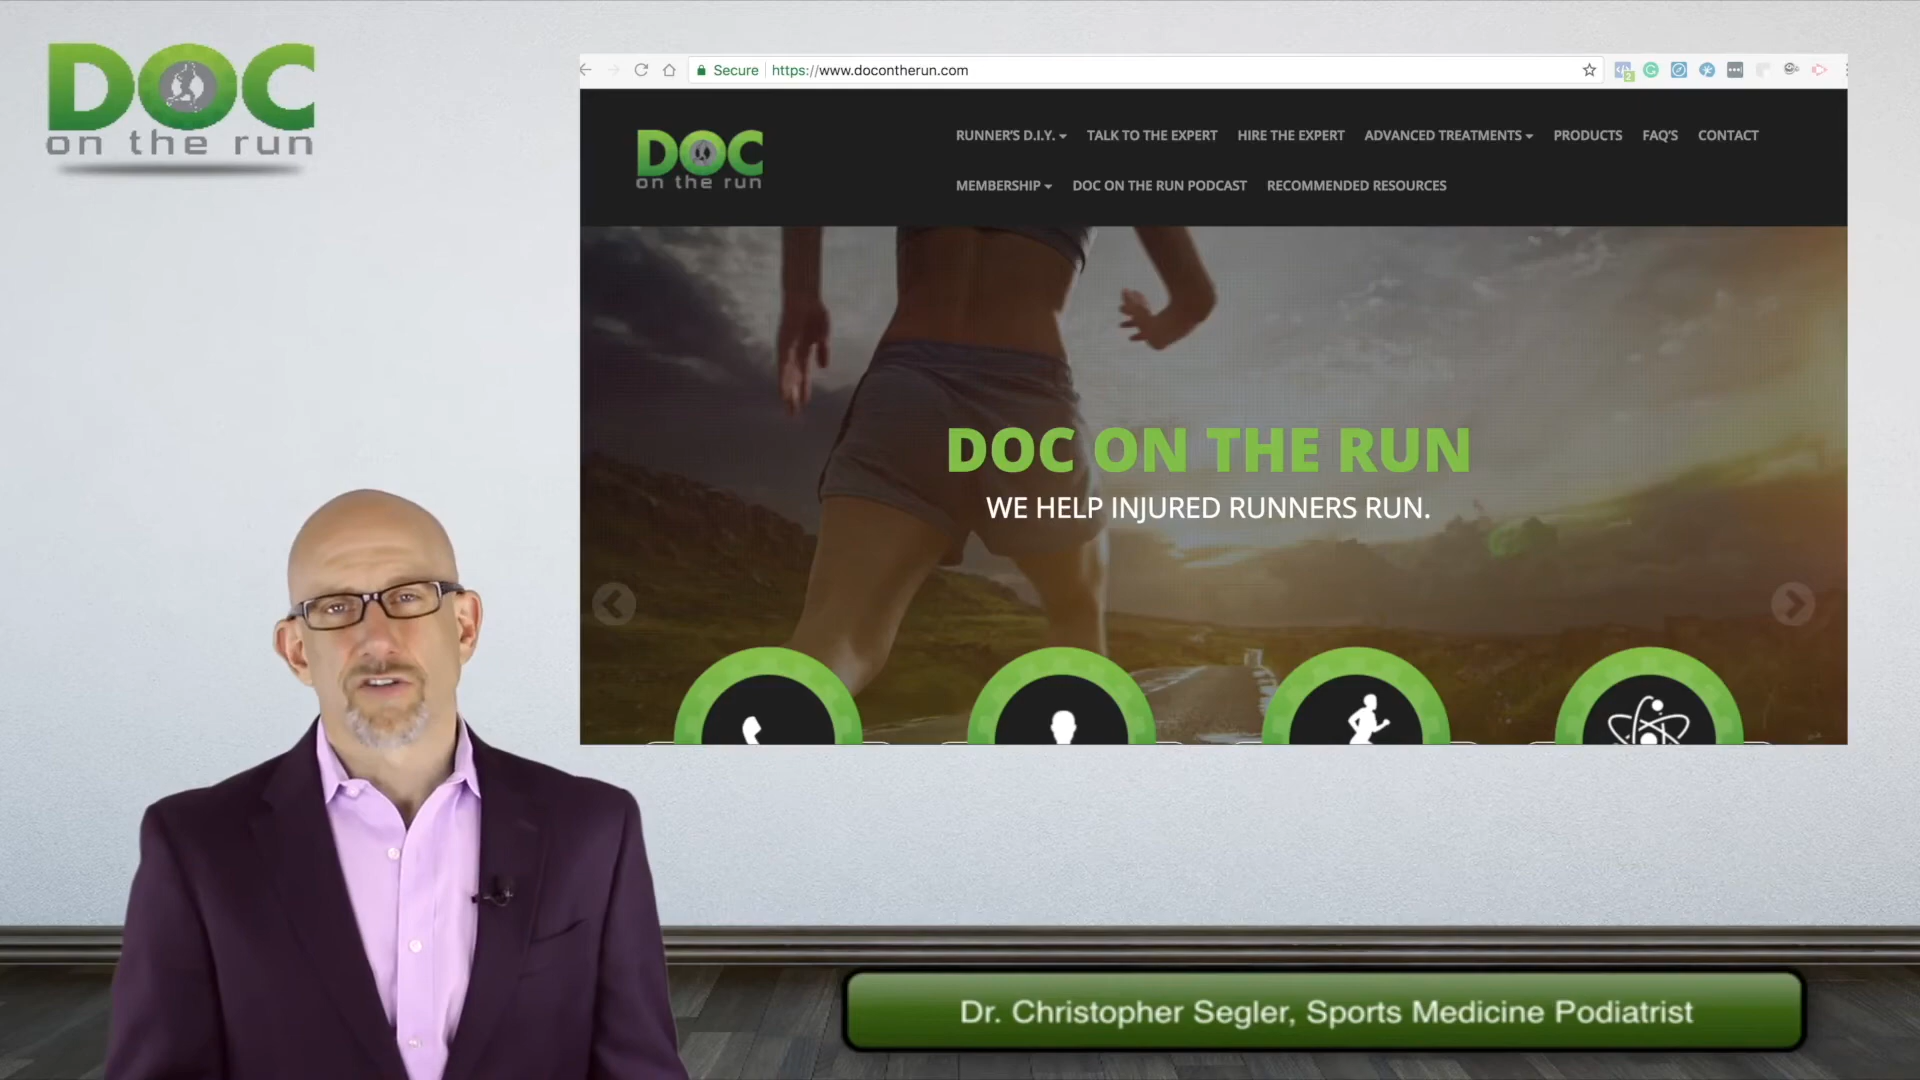 DOC
on the run
Secure https://www.docontherun.com
DOC
on the run
RUNNER'S D.I.Y. TALK TO THE EXPERT HIRE THE EXPERT ADVANCED TREATMENTS PRODUCTS FAQ'S CONTACT
MEMBERSHIP DOC ON THE RUN PODCAST RECOMMENDED RESOURCES
DOC ON THE RUN
WE HELP INJURED RUNNERS RUN.
Dr. Christopher Segler, Sports Medicine Podiatrist